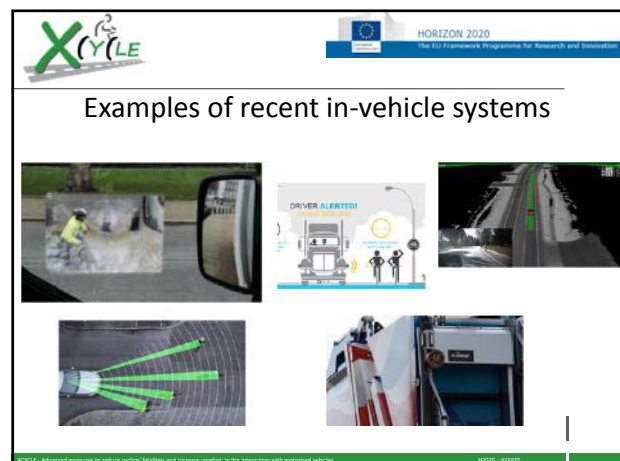 XCYCLE
HORIZON 2020
The EU Framework Programme for Research and Innovation
Examples of recent in-vehicle systems
DRIVER ALERTED!
XCYCLE - Advanced measures to reduce cyclists' fatalities and increase comfort in the interaction with motorised vehicles
H2020 - 635975